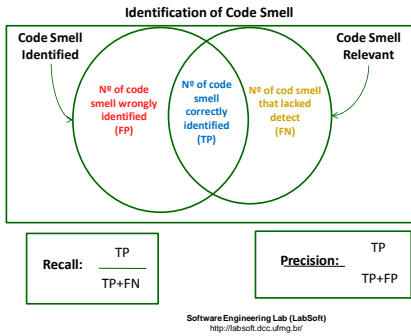 Identification of Code Smell
Code Smell
Identified
Code Smell
Relevant
Nº of code
smell wrongly
identified
(FP)
Nº of code
smell
correctly
identified
(TP)
Nº of cod smell
that lacked
detect
(FN)
Recall:
TP
TP+FN
Precision:
TP
TP+FP
Software Engineering Lab (LabSoft)
http://labsoft.dcc.ufmg.br/